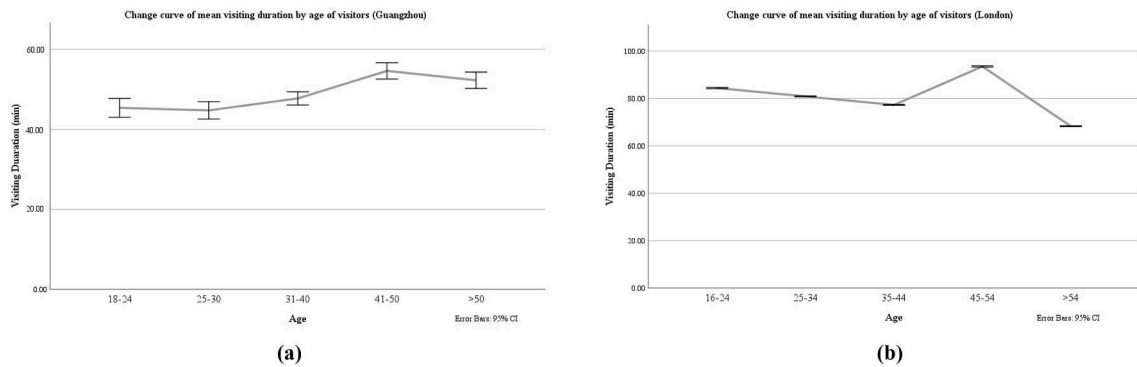 Change curve of mean visiting duration by age of visitors (Guangzhou)
Visiting Duaration (min)
60.00
40.00
20.00
0.00
18-24 25-30 31-40 41-50 >50
Age
Error Bars: 95% CI
(a)
Change curve of mean visiting duration by age of visitors (London)
Visiting Duration (min)
100.00
80.00
60.00
40.00
20.00
0.00
16-24 25-34 35-44 45-54 >54
Age
Error Bars: 95% CI
(b)